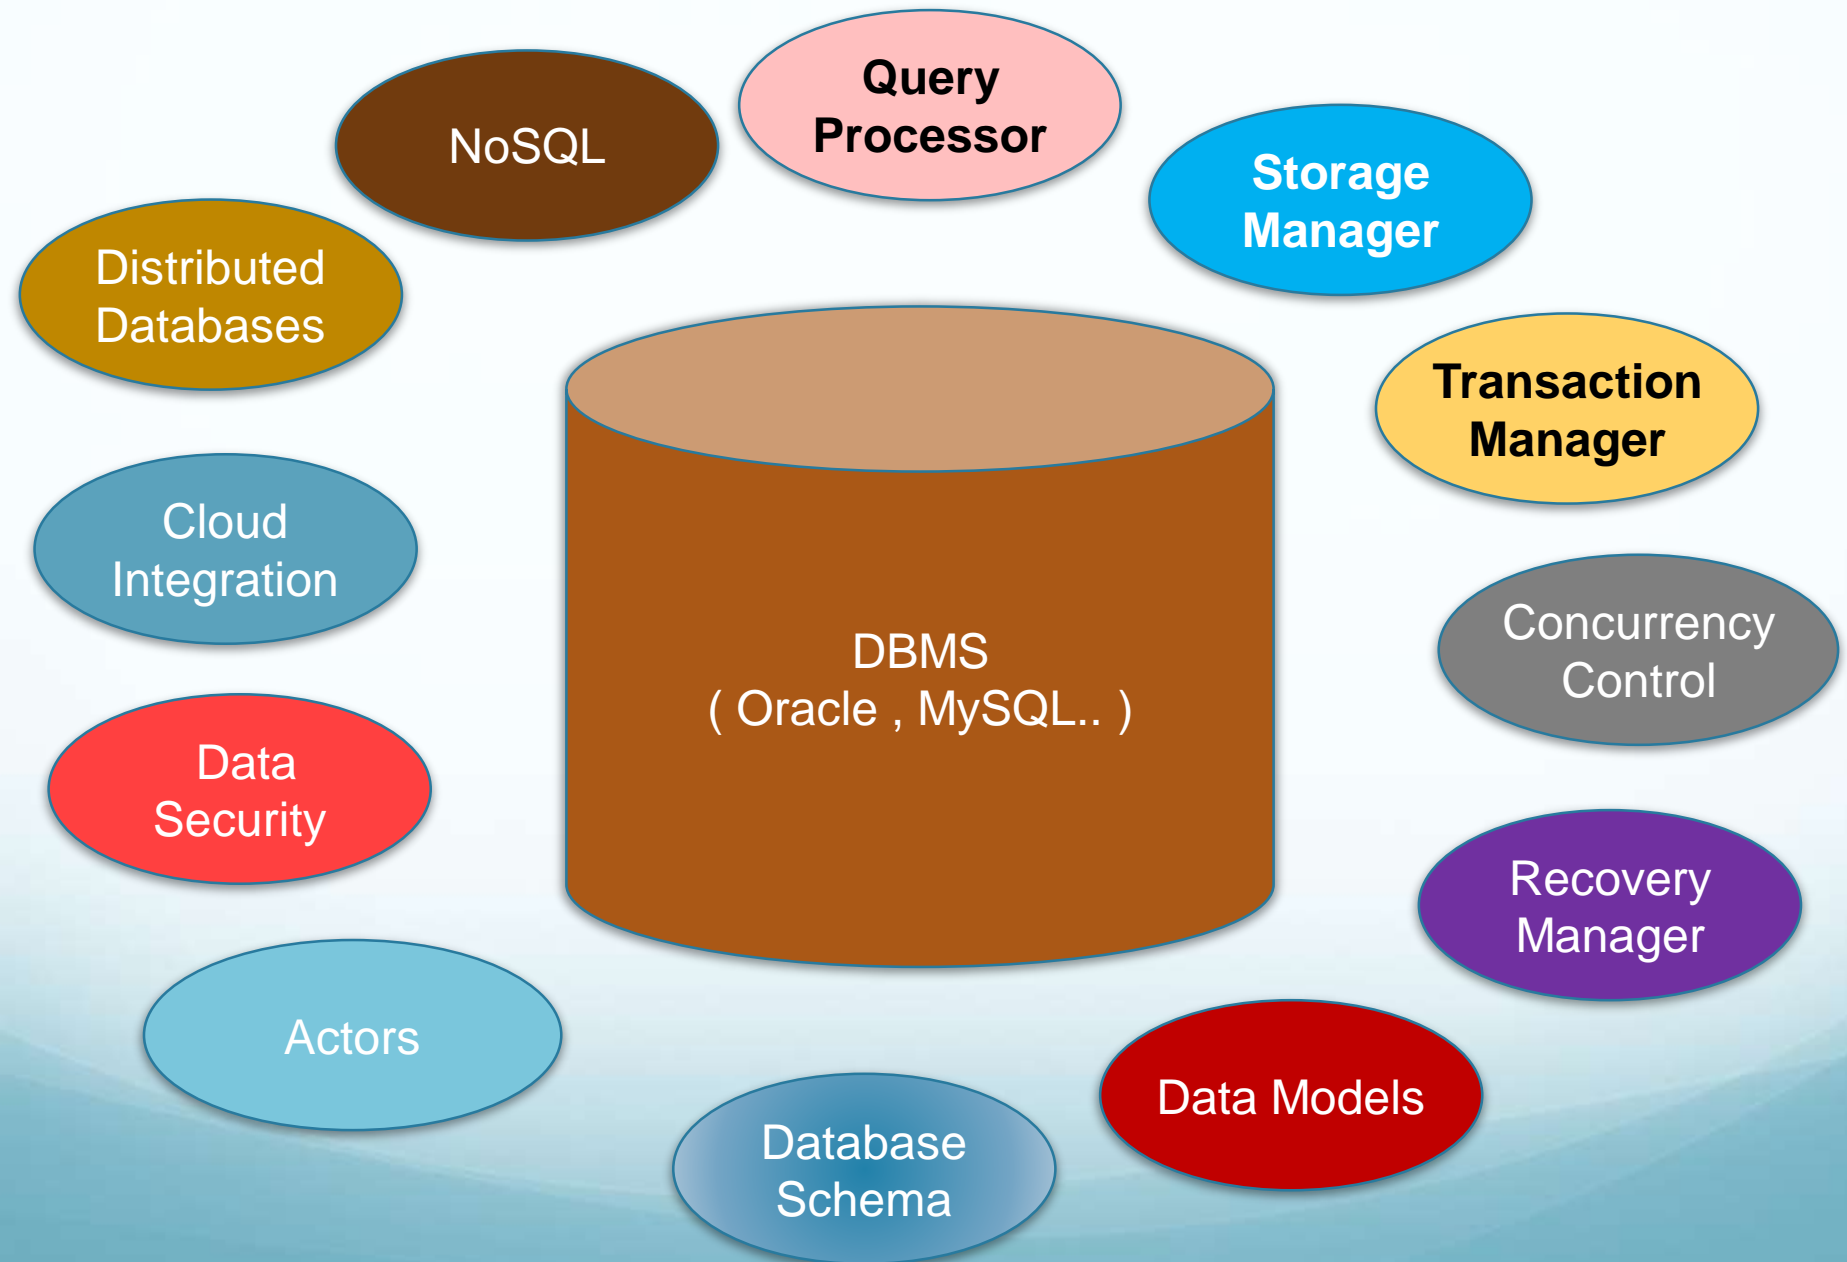 Query
Processor
NoSQL
Storage
Manager
Distributed
Databases
Transaction
Manager
Cloud
Integration
DBMS
( Oracle , MySQL.. )
Concurrency
Control
Data
Security
Recovery
Manager
Actors
Data Models
Database
Schema